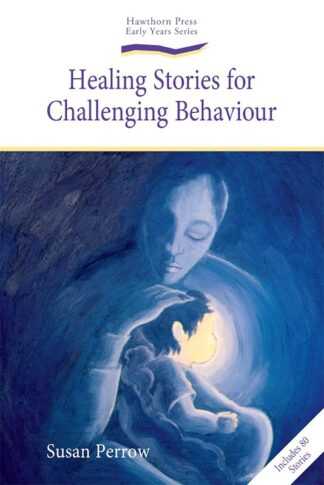 Hawthorn Press
Early Years Series
Healing Stories for
Challenging Behaviour
Susan Perrow
Includes 80
Stories